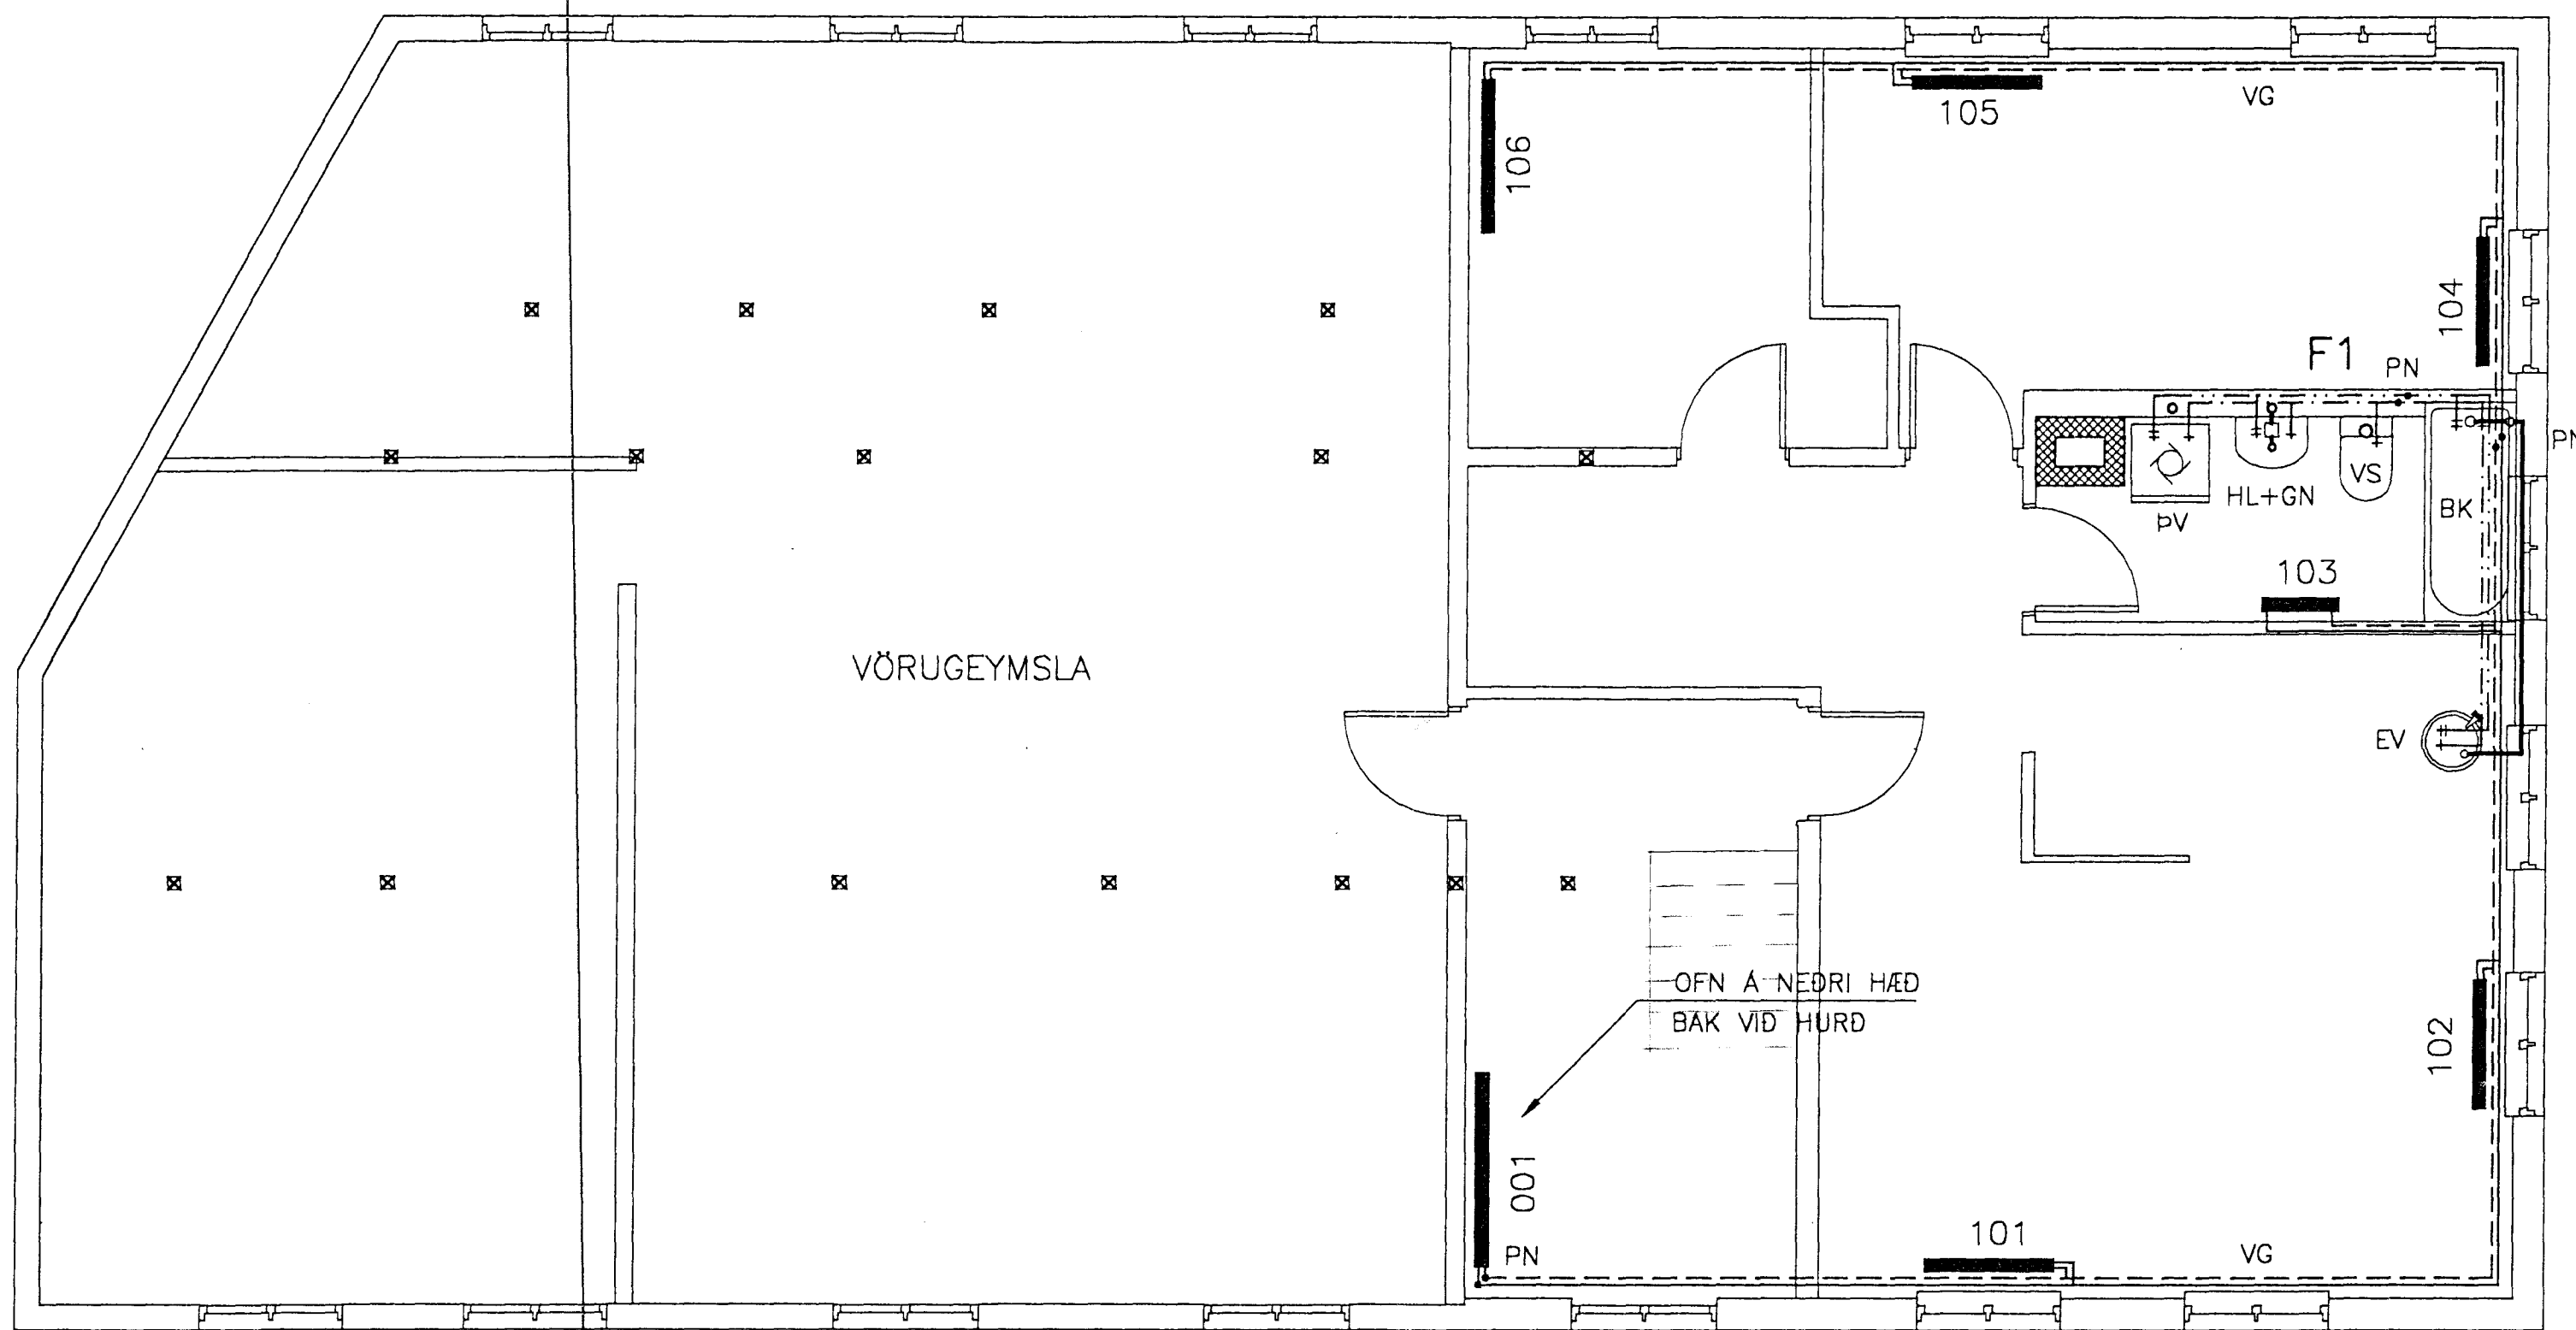 105
VG
106
104
F1
PN
PN
VS
HL+GN
BK
ÞV
103
VÖRUGEYMSLA
EV
OFN Á NEÐRI HÆÐ
BAK VIÐ HURÐ
102
001
101
PN
VG